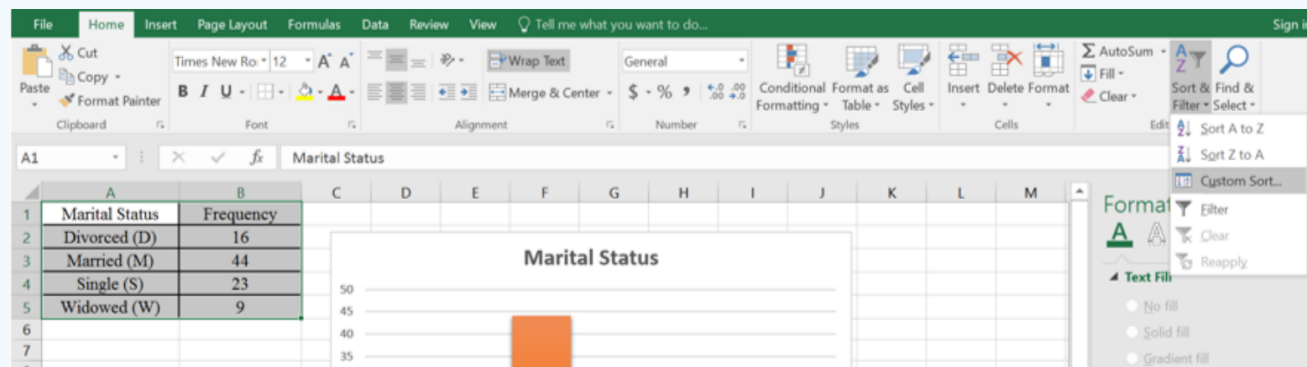 File Home Insert Page Layout Formulas Data Review View Tell me what you want to do...
Paste
Cut
Copy
Format Painter
Clipboard
Times New Ro 12 A A
B I U A
Font
Wrap Text
Merge & Center
Alignment
General
$ % , .0 .00 .00 .0
Number
Conditional Formatting
Format as Table
Cell Styles
Styles
Insert Delete Format
Cells
AutoSum
Fill
Clear
Sort & Filter
Find & Select
Sort A to Z
Sort Z to A
Custom Sort...
Filter
Clear
Reapply
A1 fx Marital Status
A B C D E F G H I J K L M
1 Marital Status Frequency
2 Divorced (D) 16
3 Married (M) 44
4 Single (S) 23
5 Widowed (W) 9
6
7
Marital Status
50
45
40
35
Text Fill
No fill
Solid fill
Gradient fill